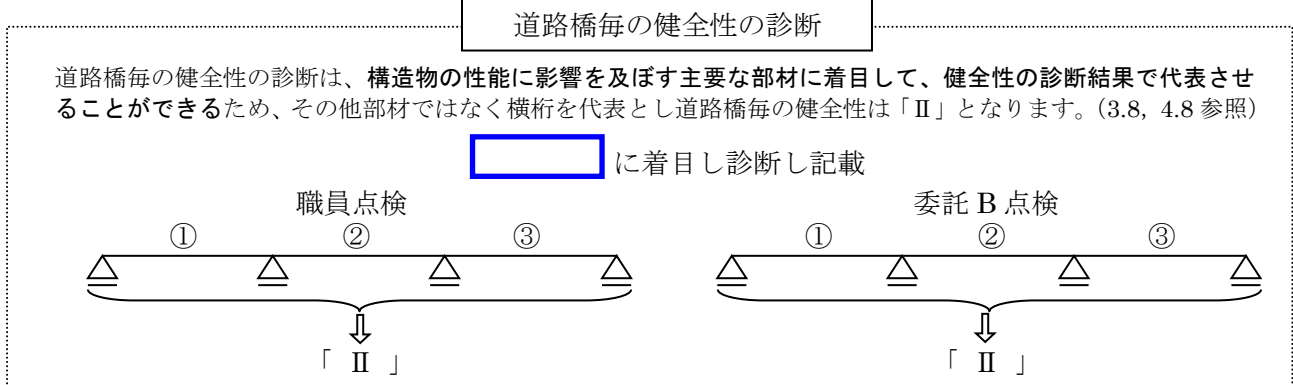 道路橋毎の健全性の診断
道路橋毎の健全性の診断は、構造物の性能に影響を及ぼす主要な部材に着目して、健全性の診断結果で代表させ
ることができるため、その他部材ではなく横桁を代表とし道路橋毎の健全性は「Ⅱ」となります。（3.8, 4.8 参照）
に着目し診断し記載
職員点検
① ② ③
「 Ⅱ 」
委託 B 点検
① ② ③
「 Ⅱ 」